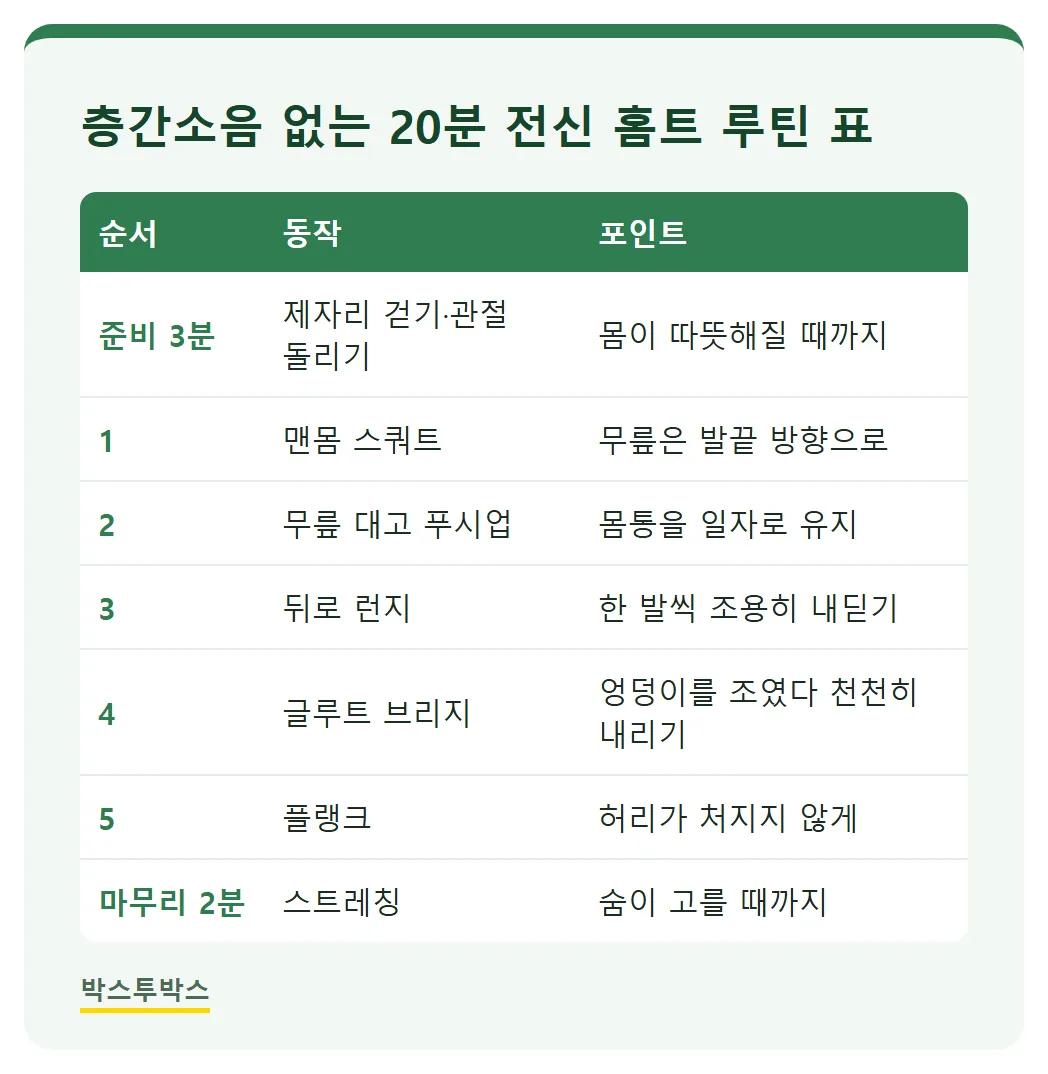 층간소음 없는 20분 전신 홈트 루틴 표
순서 동작 포인트
준비 3분 제자리 걷기·관절 돌리기 몸이 따뜻해질 때까지
1 맨몸 스쿼트 무릎은 발끝 방향으로
2 무릎 대고 푸시업 몸통을 일자로 유지
3 뒤로 런지 한 발씩 조용히 내딛기
4 글루트 브리지 엉덩이를 조였다 천천히 내리기
5 플랭크 허리가 처지지 않게
마무리 2분 스트레칭 숨이 고를 때까지
박스투박스